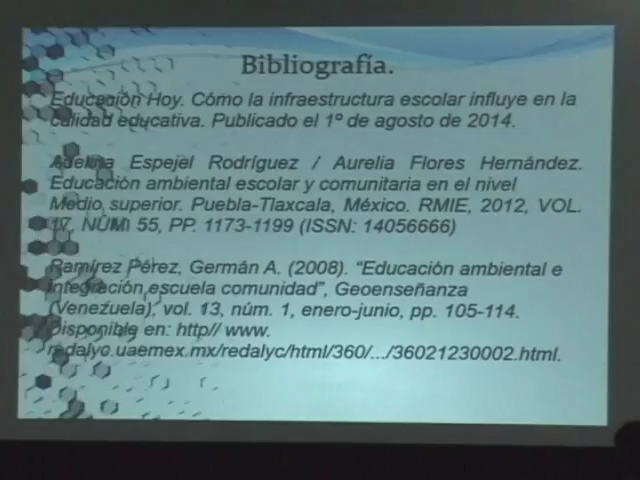 Bibliografía.
Educación Hoy. Cómo la infraestructura escolar influye en la
calidad educativa. Publicado el 1º de agosto de 2014.
Adelina Espejel Rodríguez / Aurelia Flores Hernández.
Educación ambiental escolar y comunitaria en el nivel
Medio superior. Puebla-Tlaxcala, México. RMIE, 2012, VOL.
17, NÚM 55, PP. 1173-1199 (ISSN: 14056666)
Ramírez Pérez, Germán A. (2008). "Educación ambiental e
integración escuela comunidad", Geoenseñanza
(Venezuela), vol. 13, núm. 1, enero-junio, pp. 105-114.
Disponible en: http// www.
redalyc.uaemex.mx/redalyc/html/360/.../36021230002.html.